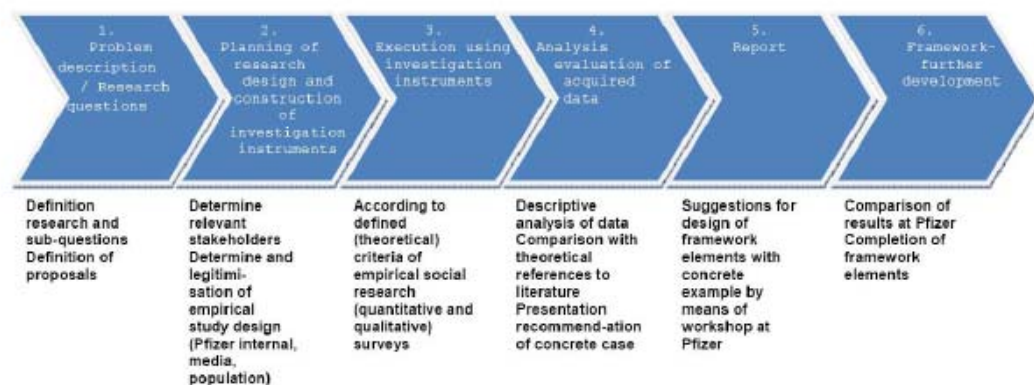 1.
Problem
description
/ Research
questions
2.
Planning of
research
design and
construction
of
investigation
instruments
3.
Execution using
investigation
instruments
4.
Analysis
evaluation of
acquired
data
5.
Report
6.
Framework-
further
development
Definition
research and
sub-questions
Definition of
proposals
Determine
relevant
stakeholders
Determine and
legitimi-
sation of
empirical
study design
(Pfizer internal,
media,
population)
According to
defined
(theoretical)
criteria of
empirical social
research
(quantitative and
qualitative)
surveys
Descriptive
analysis of data
Comparison with
theoretical
references to
literature
Presentation
recommend-ation
of concrete case
Suggestions for
design of
framework
elements with
concrete
example by
means of
workshop at
Pfizer
Comparison of
results at Pfizer
Completion of
framework
elements